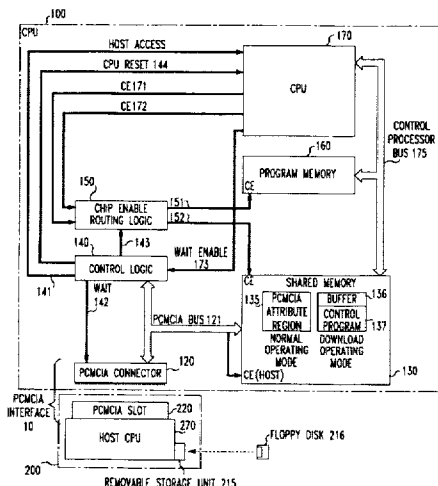 100
CPU
HOST ACCESS
170
CPU RESET 144
CPU
CE171
CE172
CONTROL PROCESSOR BUS 175
160
PROGRAM MEMORY
CE
150
151
CHIP ENABLE ROUTING LOGIC
152
140
143
WAIT ENABLE 173
CONTROL LOGIC
CE
SHARED MEMORY
141
WAIT 142
135
PCMCIA ATTRIBUTE REGION
BUFFER
136
CONTROL PROGRAM
137
PCMCIA BUS 121
NORMAL OPERATING MODE
DOWNLOAD OPERATING MODE
120
PCMCIA CONNECTOR
CE(HOST)
130
PCMCIA INTERFACE 10
PCMCIA SLOT
220
270
HOST CPU
FLOPPY DISK 216
200
REMOVABLE STORAGE UNIT 215